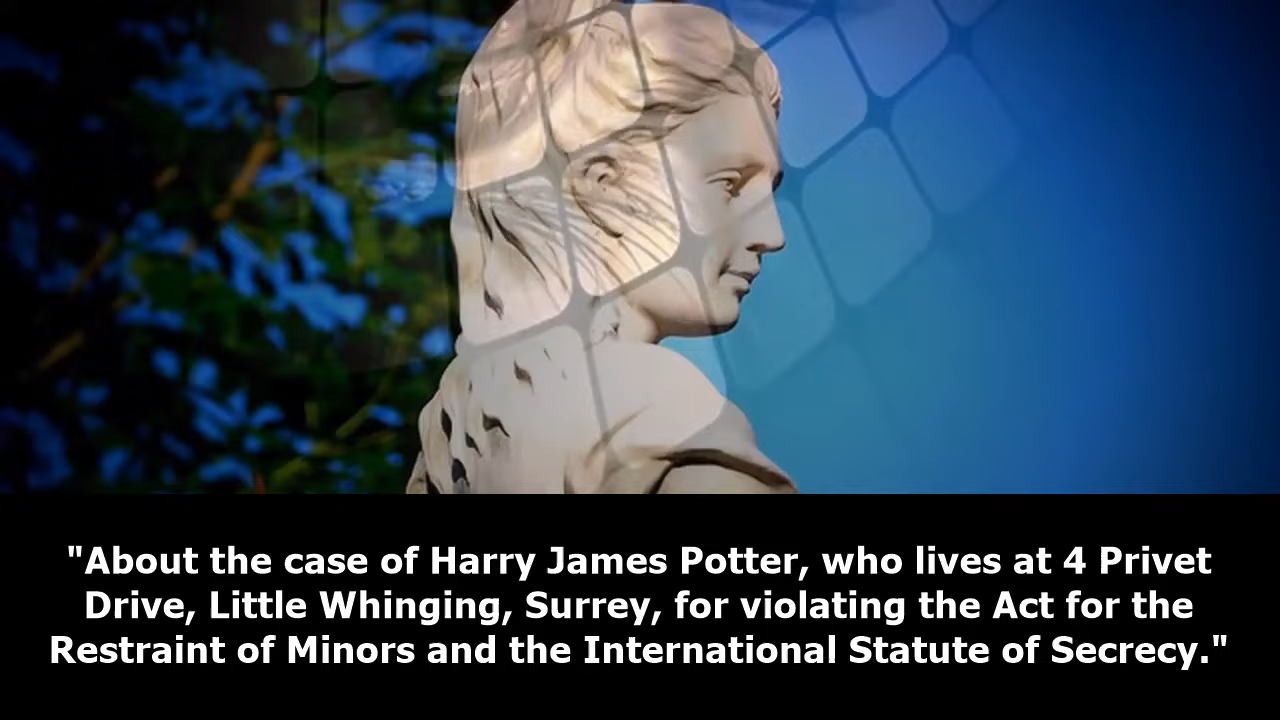 "About the case of Harry James Potter, who lives at 4 Privet
Drive, Little Whinging, Surrey, for violating the Act for the
Restraint of Minors and the International Statute of Secrecy."